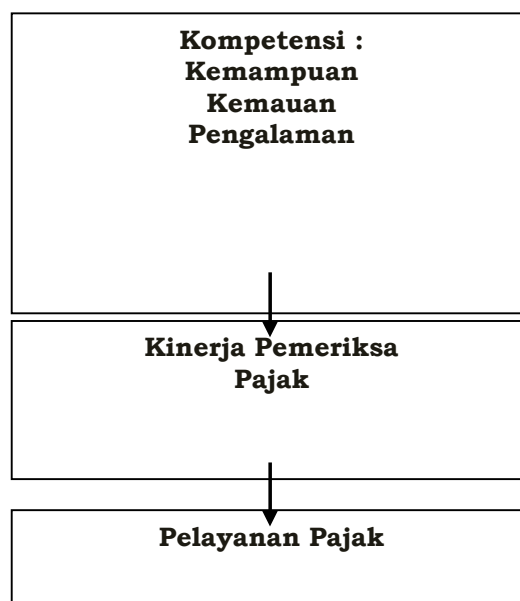 Kompetensi :
Kemampuan
Kemauan
Pengalaman
Kinerja Pemeriksa
Pajak
Pelayanan Pajak